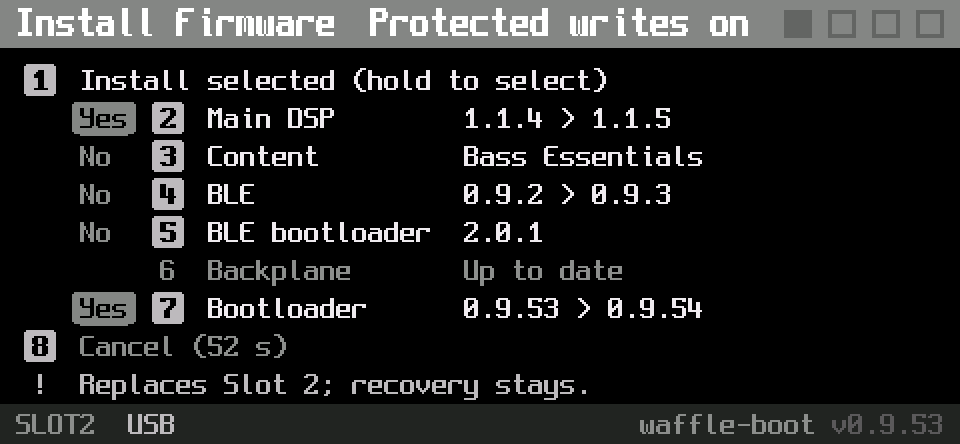 Install Firmware Protected writes on
1 Install selected (hold to select)
Yes 2 Main DSP 1.1.4 > 1.1.5
No 3 Content Bass Essentials
No 4 BLE 0.9.2 > 0.9.3
No 5 BLE bootloader 2.0.1
6 Backplane Up to date
Yes 7 Bootloader 0.9.53 > 0.9.54
8 Cancel (52 s)
! Replaces Slot 2; recovery stays.
SLOT2 USB waffle-boot v0.9.53